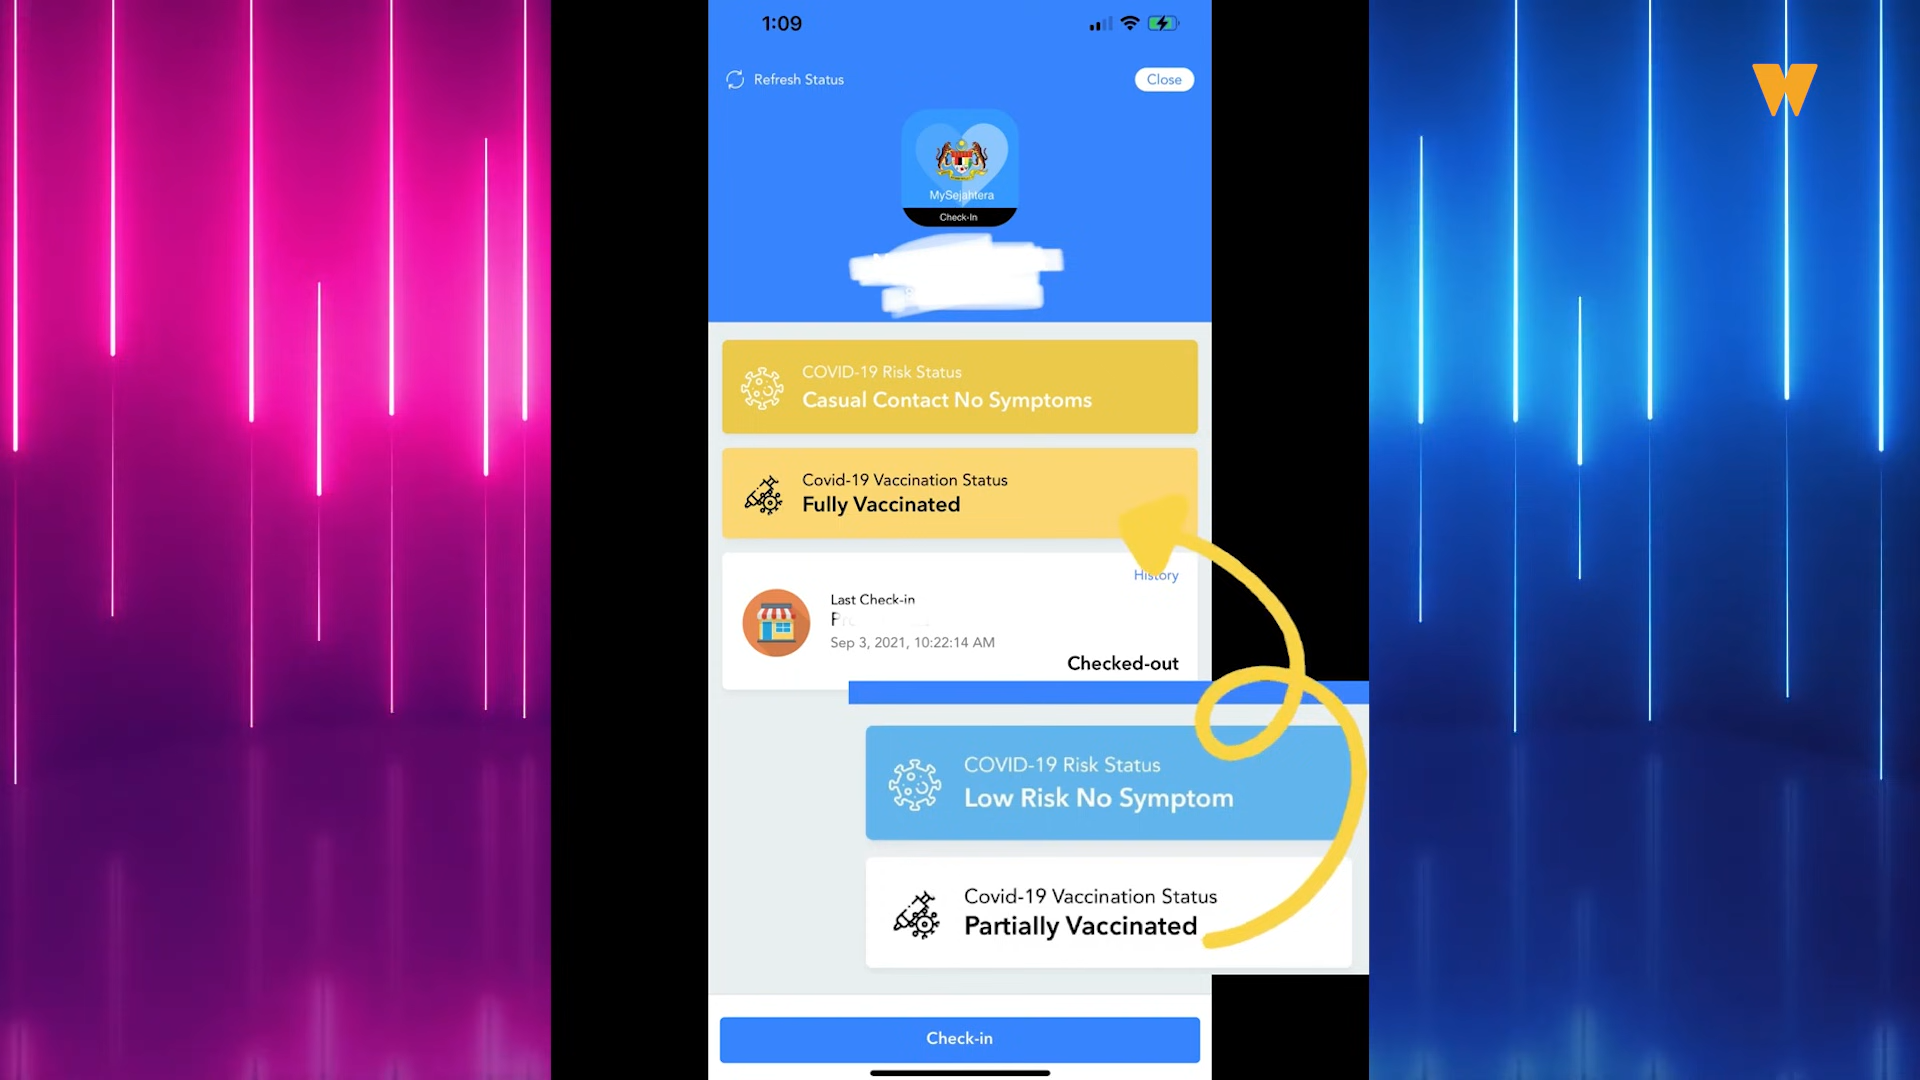 1:09
Refresh Status
Close
W
MySejahtera
Check-In
COVID-19 Risk Status
Casual Contact No Symptoms
Covid-19 Vaccination Status
Fully Vaccinated
History
Last Check-in
Sep 3, 2021, 10:22:14 AM
Checked-out
COVID-19 Risk Status
Low Risk No Symptom
Covid-19 Vaccination Status
Partially Vaccinated
Check-in